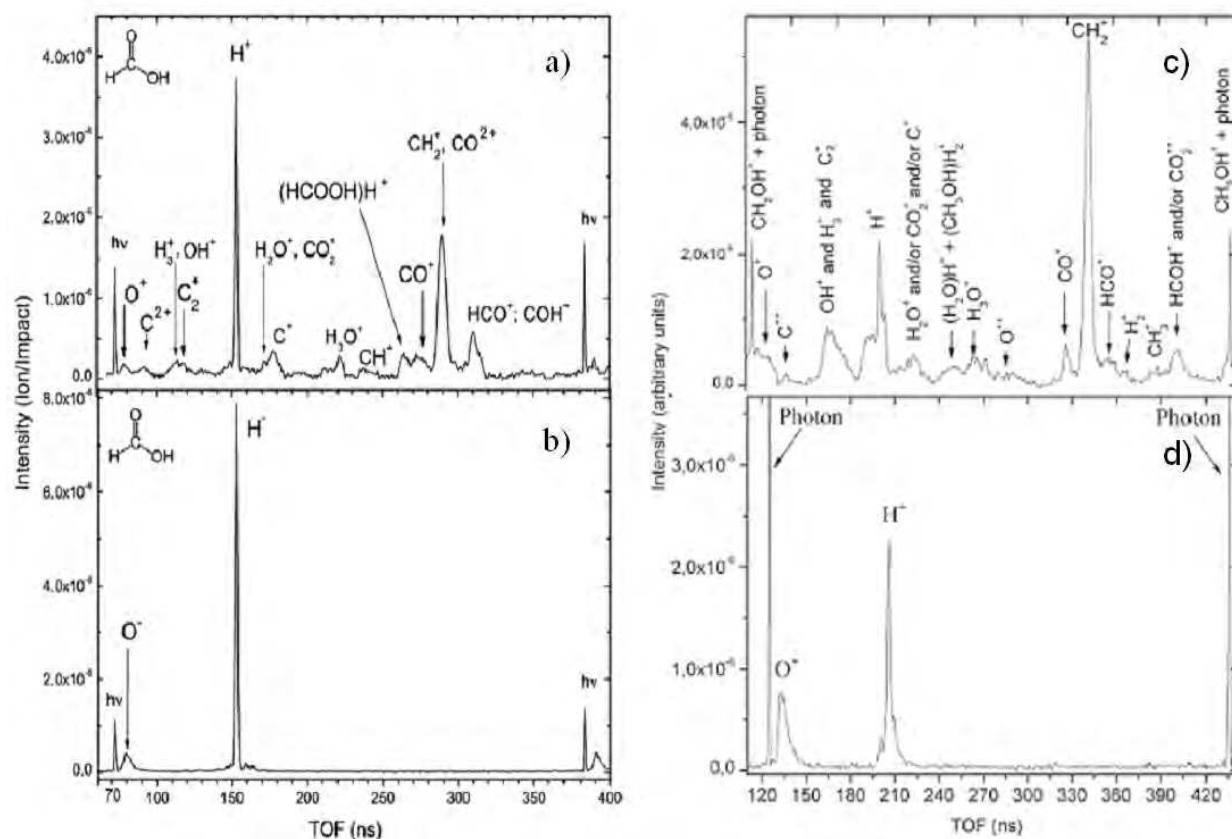 a)
O
H
OH
H⁺
4.0x10⁻⁶
3.0x10⁻⁶
2.0x10⁻⁶
1.0x10⁻⁶
0.0
hν
O⁺
C²⁺
H₃⁺, OH⁺
C₂⁺
H₂O⁺, CO₂⁺
C⁺
H₃O⁺
(HCOOH)H⁺
CH⁺
CO⁺
CH₂⁺, CO²⁺
HCO⁺; COH⁻
hν
b)
O
H
OH
8.0x10⁻⁶
6.0x10⁻⁶
4.0x10⁻⁶
2.0x10⁻⁶
0.0
hν
O⁻
H⁻
hν
Intensity (Ion/Impact)
70 100 150 200 250 300 350 400
TOF (ns)
c)
4,0x10⁻⁵
2,0x10⁻⁶
0,0
CH₂OH⁺ + photon
O⁺
C⁺⁺
OH⁺ and H₃⁻ and C₂⁻
H⁺
H₂O⁺ and/or CO₂⁺ and/or C⁻
(H₂O)H⁻ + (CH₃OH)H₂⁺
H₃O⁺
O⁺⁺
CO⁺
CH₂⁺
HCO⁺
H₂⁺
CH₃⁺
HCOH⁺ and/or CO₂⁺⁺
CH₃OH⁺ + photon
d)
Photon
Photon
3,0x10⁻⁶
2,0x10⁻⁶
1,0x10⁻⁶
0,0
O⁻
H⁻
Intensity (arbitrary units)
120 150 180 210 240 270 300 330 360 390 420
TOF (ns)